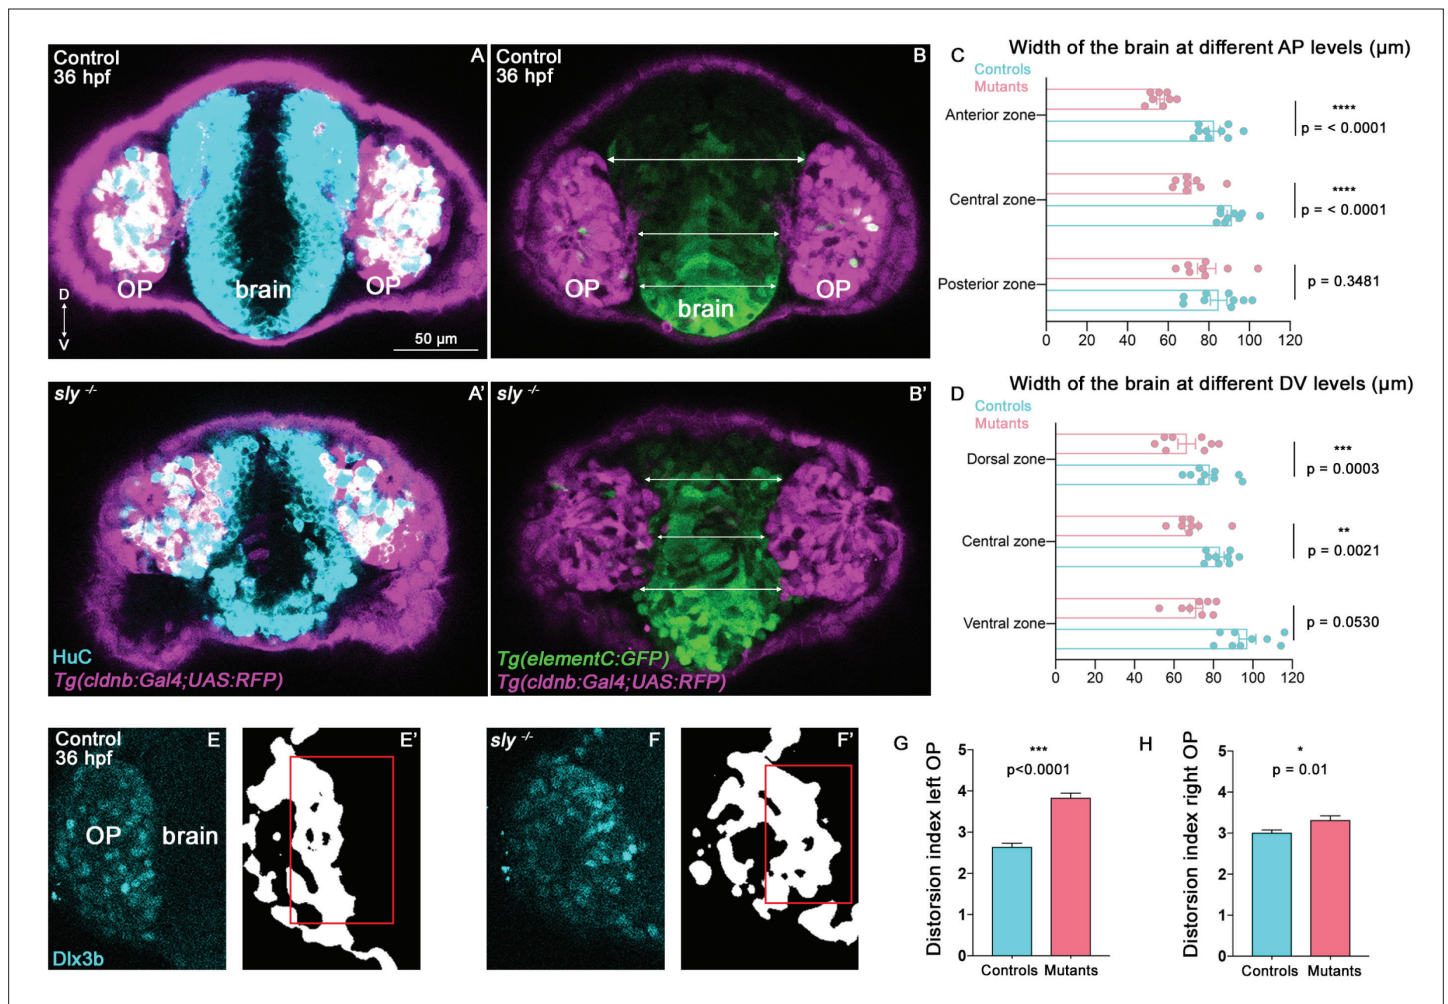 Control
36 hpf
A
OP
brain
OP
D
V
50 µm
Control
36 hpf
B
OP
brain
OP
C
Width of the brain at different AP levels (µm)
Controls
Mutants
Anterior zone
****
p = < 0.0001
Central zone
****
p = < 0.0001
Posterior zone
p = 0.3481
0 20 40 60 80 100 120
sly -/-
A'
HuC
Tg(cldnb:Gal4;UAS:RFP)
sly -/-
B'
Tg(elementC:GFP)
Tg(cldnb:Gal4;UAS:RFP)
D
Width of the brain at different DV levels (µm)
Controls
Mutants
Dorsal zone
***
p = 0.0003
Central zone
**
p = 0.0021
Ventral zone
p = 0.0530
0 20 40 60 80 100 120
Control
36 hpf
E
OP
brain
Dlx3b
E'
sly -/-
F
F'
G
Distorsion index left OP
5
4
3
2
1
0
***
p<0.0001
Controls Mutants
H
Distorsion index right OP
5
4
3
2
1
0
*
p = 0.01
Controls Mutants